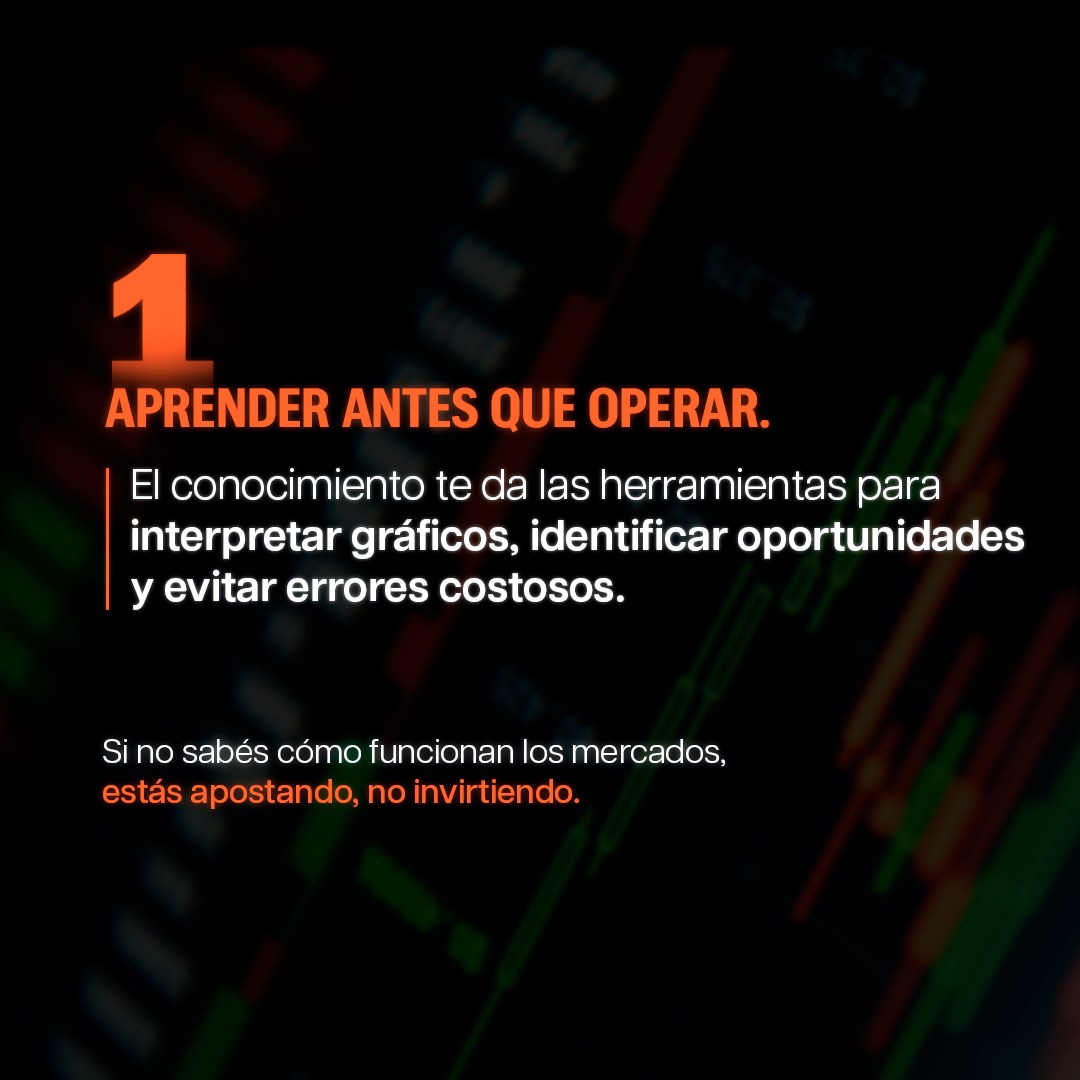 1
APRENDER ANTES QUE OPERAR.
El conocimiento te da las herramientas para
interpretar gráficos, identificar oportunidades
y evitar errores costosos.
Si no sabés cómo funcionan los mercados,
estás apostando, no invirtiendo.